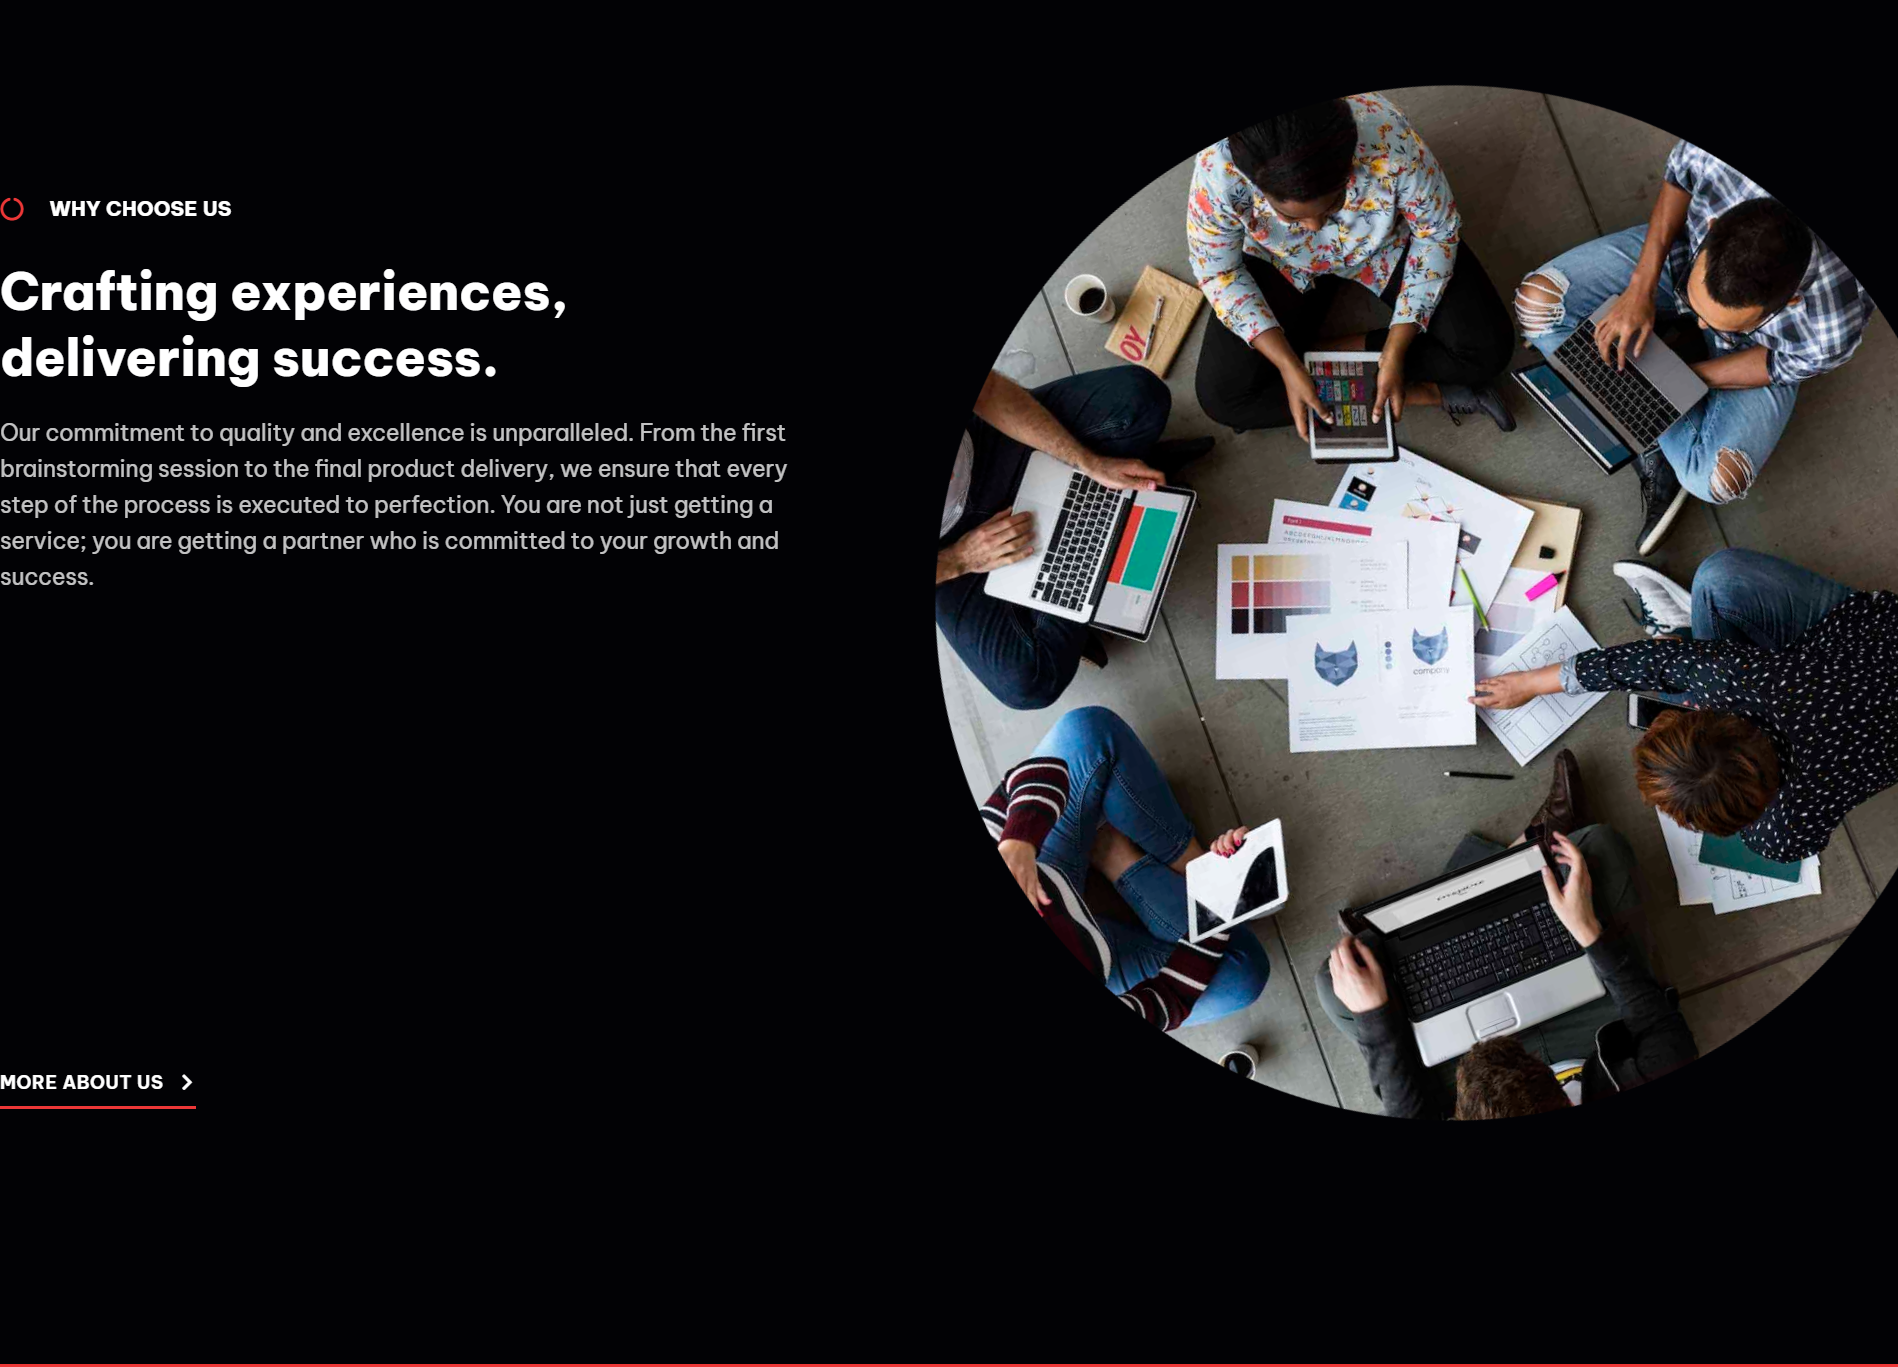 WHY CHOOSE US
Crafting experiences,
delivering success.
Our commitment to quality and excellence is unparalleled. From the first
brainstorming session to the final product delivery, we ensure that every
step of the process is executed to perfection. You are not just getting a
service; you are getting a partner who is committed to your growth and
success.
MORE ABOUT US
company